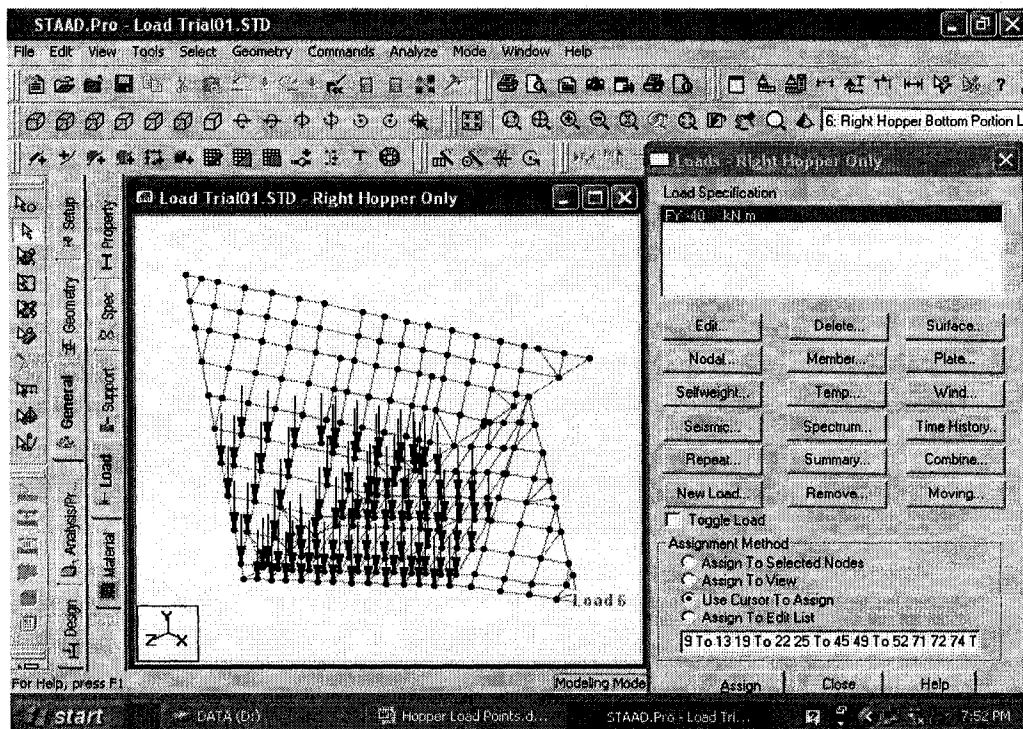 STAAD.Pro - Load Trial01.STD
File Edit View Tools Select Geometry Commands Analyze Mode Window Help
6: Right Hopper Bottom Portion L
Loads - Right Hopper Only
Load Trial01.STD - Right Hopper Only
Load Specification
FY -40 kN m
Setup
Geometry
General
Analysis/Pr...
Design
Property
Spec
Support
Load
Material
Edit... Delete... Surface...
Nodal... Member... Plate...
Selfweight... Temp... Wind...
Seismic... Spectrum... Time History..
Repeat... Summary... Combine...
New Load... Remove... Moving...
Toggle Load
Assignment Method
Assign To Selected Nodes
Assign To View
Use Cursor To Assign
Assign To Edit List
9 To 13 19 To 22 25 To 45 49 To 52 71 72 74 T
Load 6
Y
Z X
For Help, press F1
Modeling Mode
Assign Close Help
start
DATA (D:)
Hopper Load Points.d...
STAAD.Pro - Load Tri...
7:52 PM